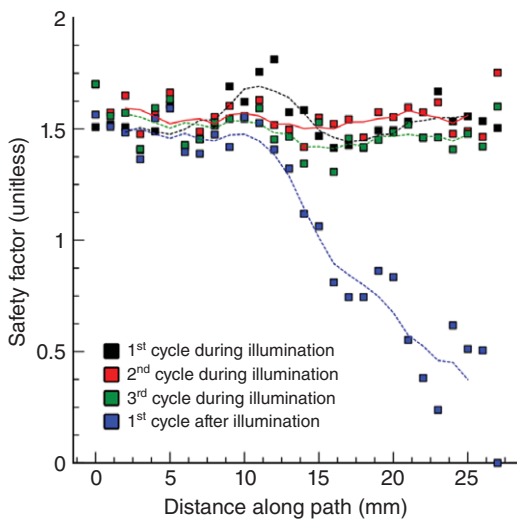 2
1.5
1
0.5
0
Safety factor (unitless)
1st cycle during illumination
2nd cycle during illumination
3rd cycle during illumination
1st cycle after illumination
0 5 10 15 20 25
Distance along path (mm)